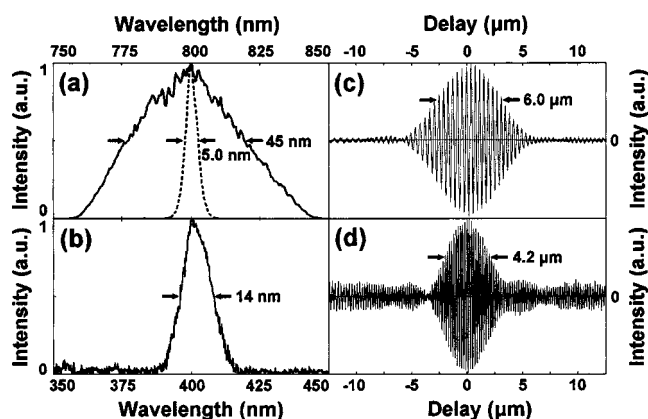 Wavelength (nm)
750 775 800 825 850
Delay (µm)
-10 -5 0 5 10
Intensity (a.u.)
1
0
(a)
45 nm
5.0 nm
(c)
6.0 µm
0
Intensity (a.u.)
Intensity (a.u.)
1
0
(b)
14 nm
(d)
4.2 µm
0
Intensity (a.u.)
350 375 400 425 450
Wavelength (nm)
-10 -5 0 5 10
Delay (µm)